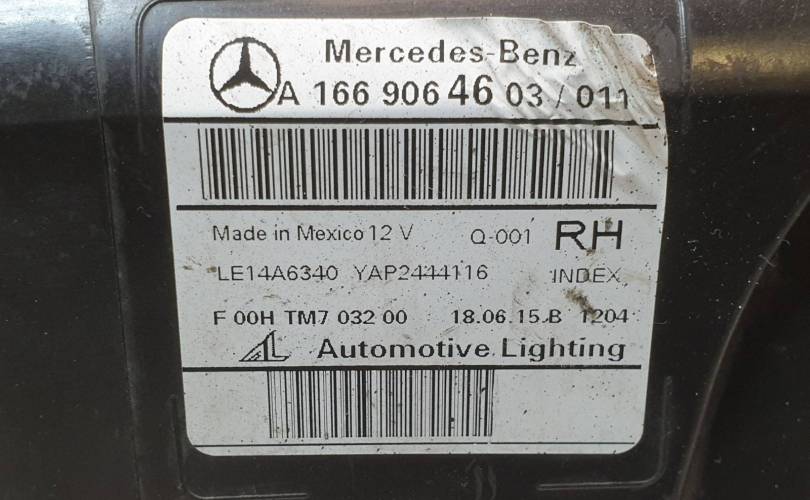 Mercedes-Benz
A 166 906 46 03 / 011
Made in Mexico 12 V Q-001 RH
LE14A6340 YAP2444116 INDEX
F 00H TM7 032 00 18.06.15.B 1204
AL Automotive Lighting